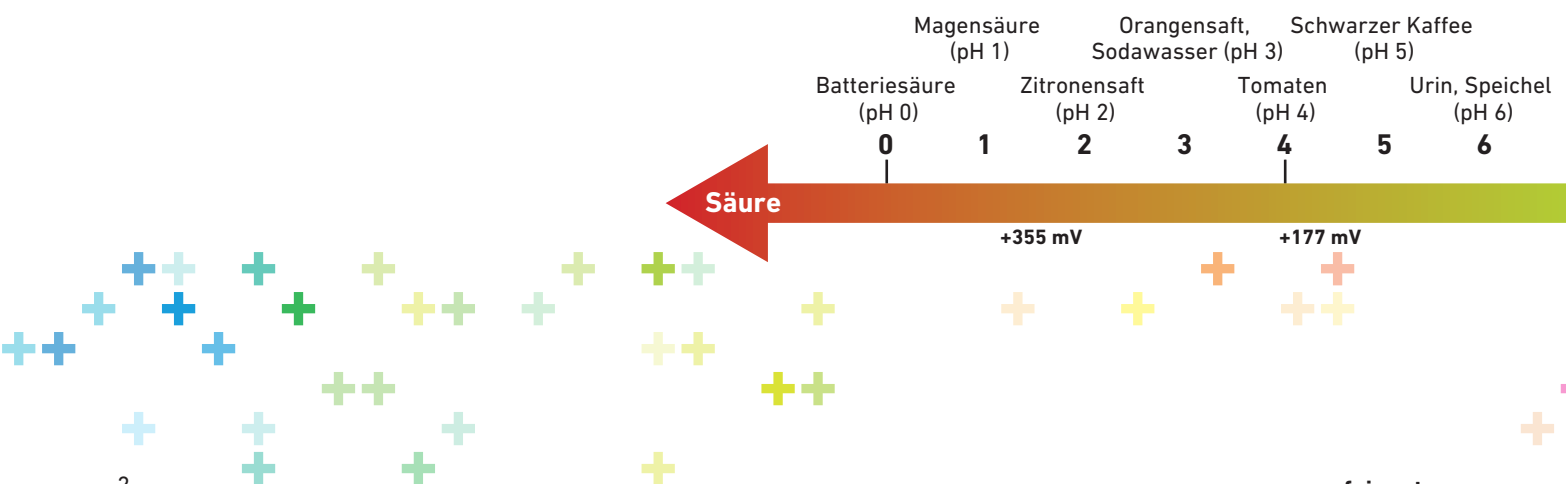 Magensäure
(pH 1)
Orangensaft,
Sodawasser (pH 3)
Schwarzer Kaffee
(pH 5)
Batteriesäure
(pH 0)
Zitronensaft
(pH 2)
Tomaten
(pH 4)
Urin, Speichel
(pH 6)
0 1 2 3 4 5 6
Säure
+355 mV +177 mV